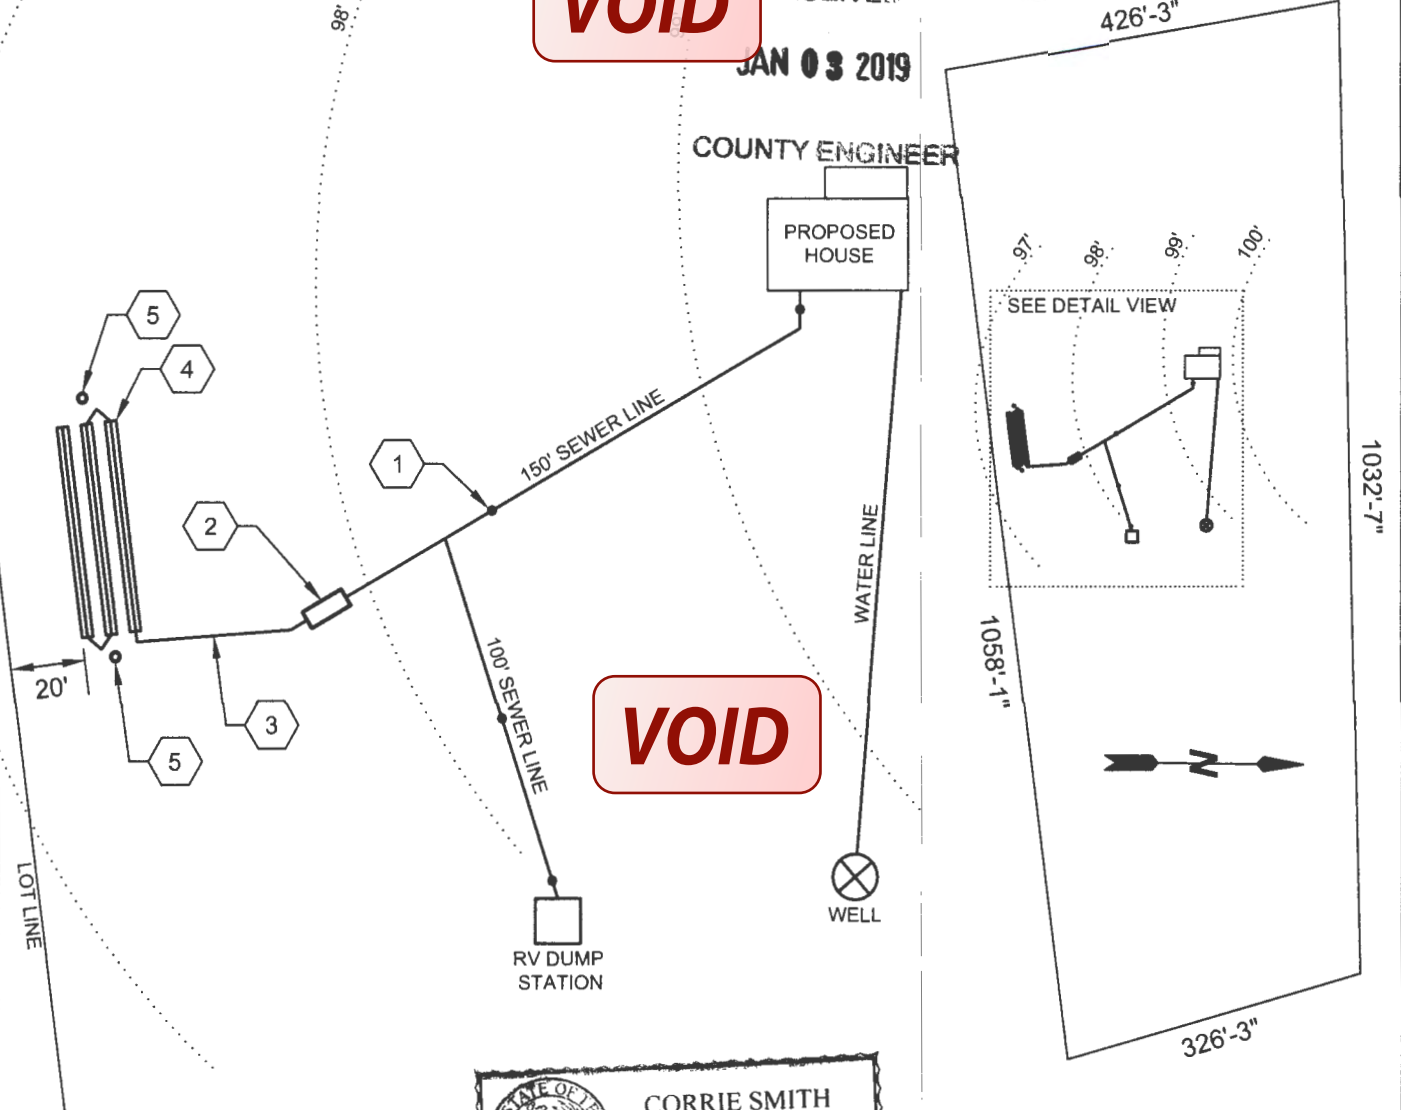 98'
VOID
JAN 03 2019
COUNTY ENGINEER
PROPOSED
HOUSE
5
4
1
150' SEWER LINE
2
WATER LINE
100' SEWER LINE
20'
3
5
VOID
LOT LINE
WELL
RV DUMP
STATION
STATE OF
CORRIE SMITH
426'-3"
97'
98'
99'
100'
SEE DETAIL VIEW
1032'-7"
1058'-1"
N
326'-3"